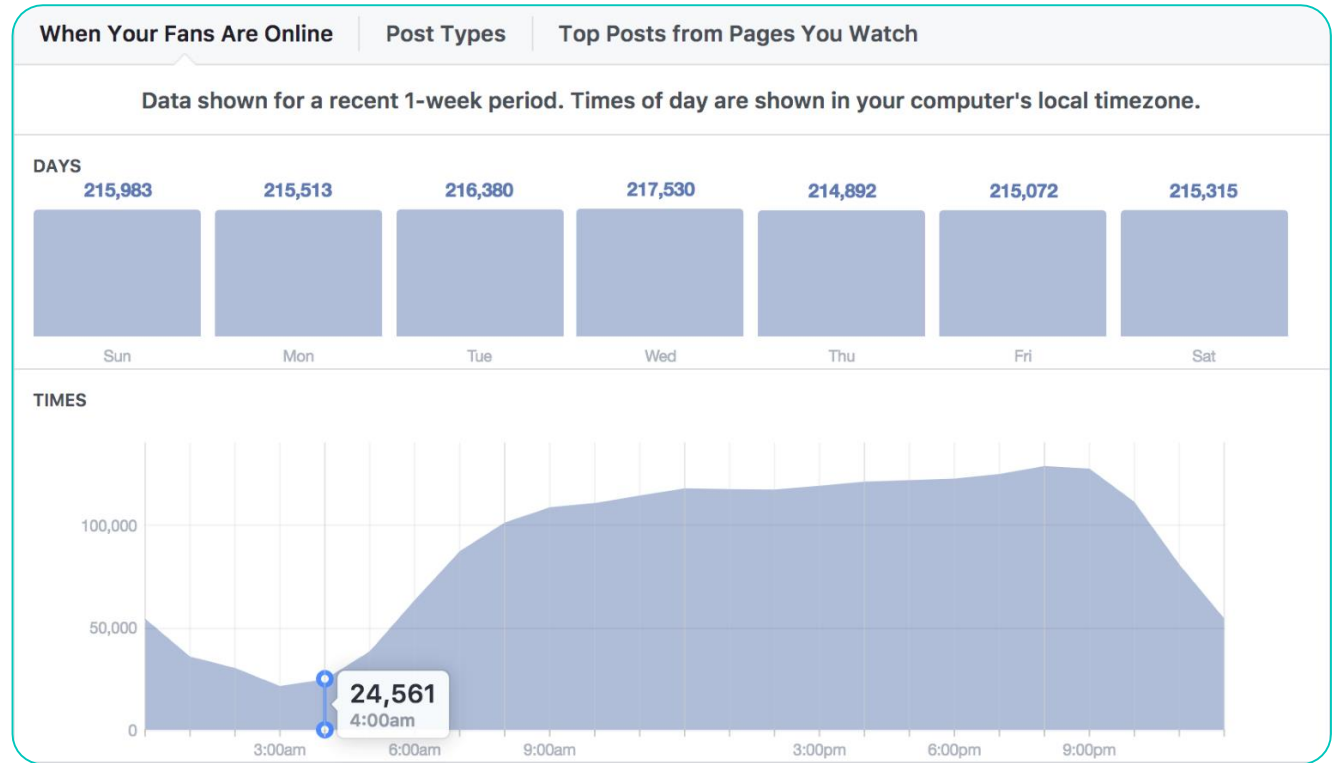 When Your Fans Are Online Post Types Top Posts from Pages You Watch
Data shown for a recent 1-week period. Times of day are shown in your computer's local timezone.
DAYS
215,983 215,513 216,380 217,530 214,892 215,072 215,315
Sun Mon Tue Wed Thu Fri Sat
TIMES
100,000
50,000
24,561
4:00am
0
3:00am 6:00am 9:00am 3:00pm 6:00pm 9:00pm